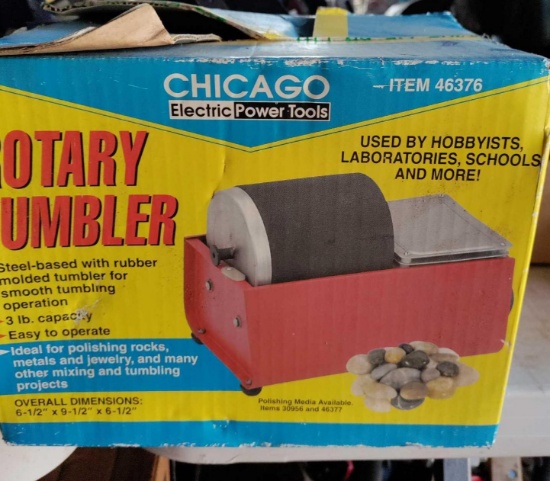 CHICAGO
Electric Power Tools
ITEM 46376
OTARY
UMBLER
USED BY HOBBYISTS,
LABORATORIES, SCHOOLS
AND MORE!
Steel-based with rubber
molded tumbler for
smooth tumbling
operation
3 lb. capacity
Easy to operate
Ideal for polishing rocks,
metals and jewelry, and many
other mixing and tumbling
projects
OVERALL DIMENSIONS:
6-1/2" x 9-1/2" x 6-1/2"
Polishing Media Available.
Items 30956 and 46377